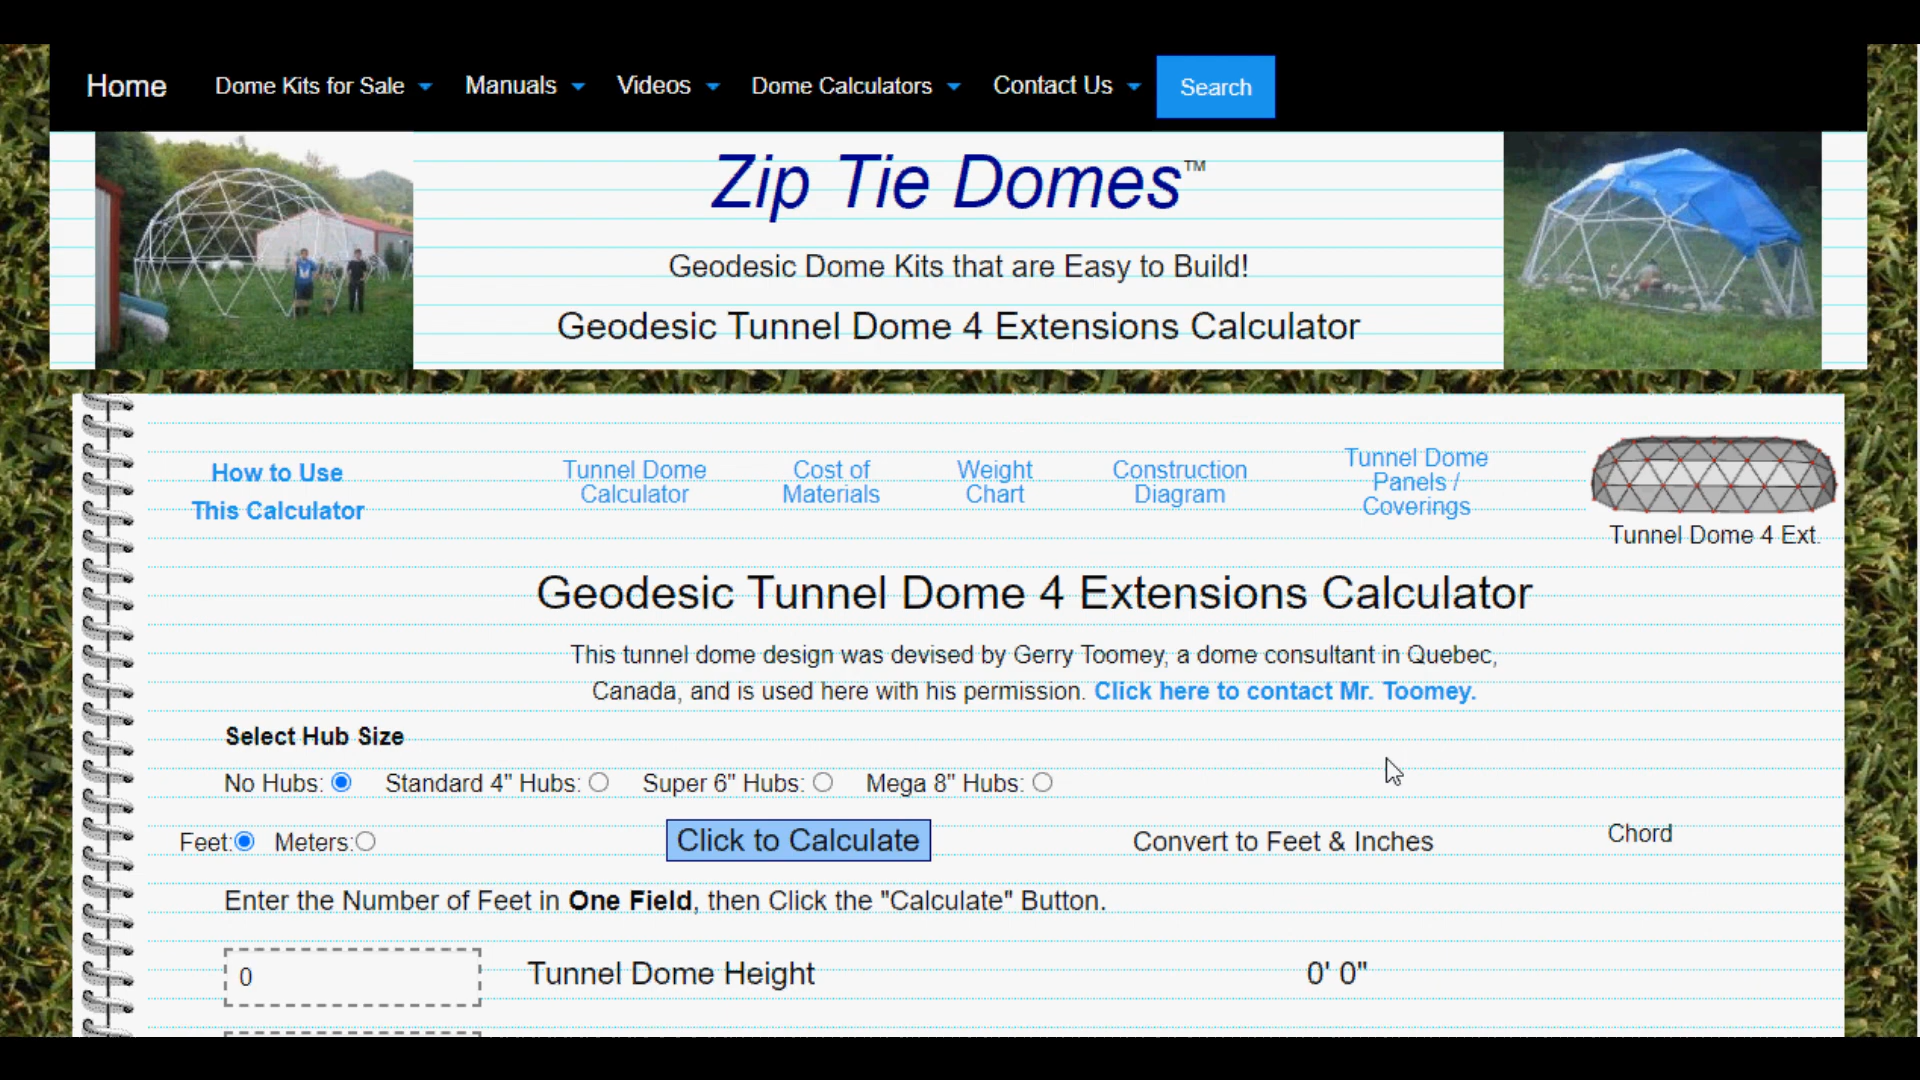 Home Dome Kits for Sale Manuals Videos Dome Calculators Contact Us Search
Zip Tie Domes™
Geodesic Dome Kits that are Easy to Build!
Geodesic Tunnel Dome 4 Extensions Calculator
How to Use
This Calculator
Tunnel Dome
Calculator
Cost of
Materials
Weight
Chart
Construction
Diagram
Tunnel Dome
Panels /
Coverings
Tunnel Dome 4 Ext.
Geodesic Tunnel Dome 4 Extensions Calculator
This tunnel dome design was devised by Gerry Toomey, a dome consultant in Quebec,
Canada, and is used here with his permission. Click here to contact Mr. Toomey.
Select Hub Size
No Hubs: Standard 4" Hubs: Super 6" Hubs: Mega 8" Hubs:
Feet: Meters: Click to Calculate Convert to Feet & Inches Chord
Enter the Number of Feet in One Field, then Click the "Calculate" Button.
0 Tunnel Dome Height 0' 0"